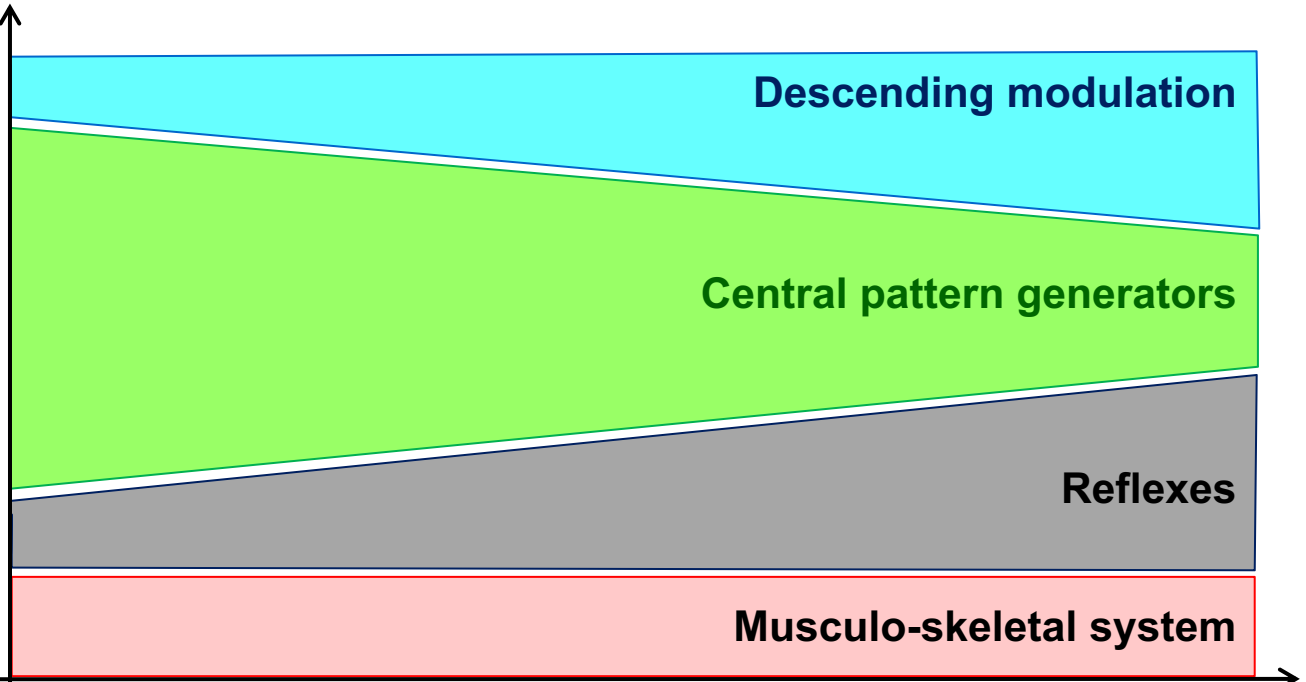 Descending modulation
Central pattern generators
Reflexes
Musculo-skeletal system